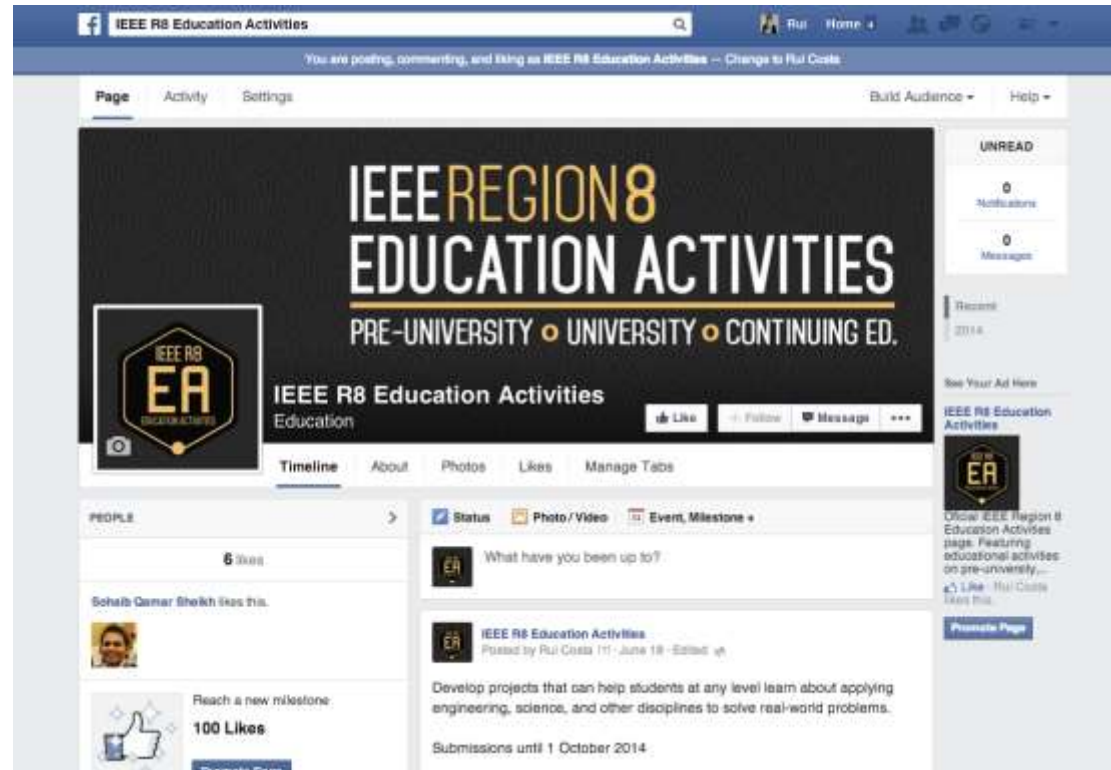 IEEE R8 Education Activities
Rui Home
You are posting, commenting, and liking as IEEE R8 Education Activities — Change to Rui Costa
Page Activity Settings
Build Audience Help
UNREAD
0
Notifications
0
Messages
IEEE REGION 8
EDUCATION ACTIVITIES
PRE-UNIVERSITY o UNIVERSITY o CONTINUING ED.
IEEE R8
EA
EDUCATION ACTIVITIES
IEEE R8 Education Activities
Education
Like Follow Message •••
Recent
2014
Timeline About Photos Likes Manage Tabs
See Your Ad Here
IEEE R8 Education
Activities
IEEE R8
EA
Official IEEE Region 8
Education Activities
page. Featuring
educational activities
on pre-university,...
Like · Rui Costa
likes this.
Promote Page
PEOPLE >
6 likes
Sohaib Qamar Sheikh likes this.
Reach a new milestone
100 Likes
Promote Page
Status Photo / Video Event, Milestone +
EA
What have you been up to?
EA
IEEE R8 Education Activities
Posted by Rui Costa · June 18 · Edited
Develop projects that can help students at any level learn about applying
engineering, science, and other disciplines to solve real-world problems.
Submissions until 1 October 2014